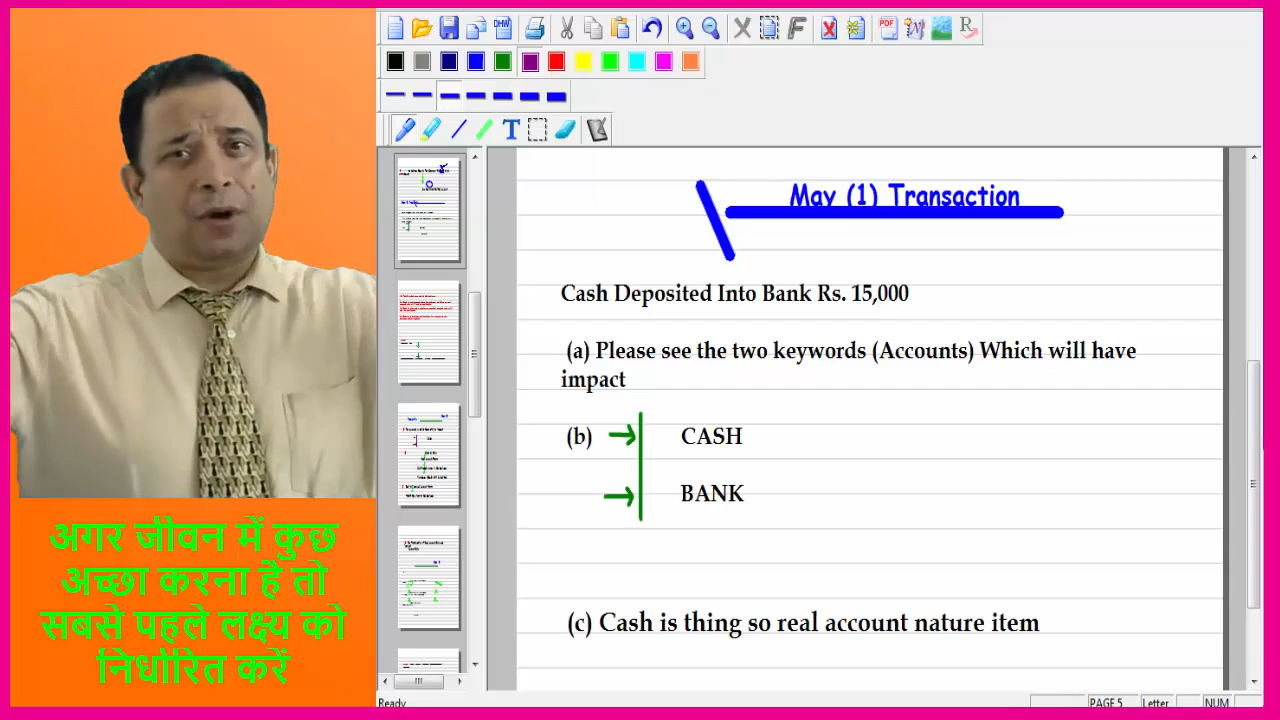 DHW
PDF
F
T
R
May (1) Transaction
Cash Deposited Into Bank Rs. 15,000
(a) Please see the two keywords (Accounts) Which will have
impact
(b) CASH
BANK
(c) Cash is thing so real account nature item
अगर जीवन में कुछ
अच्छा करना है तो
सबसे पहले लक्ष्य को
निर्धारित करें
Ready
PAGE 5 Letter NUM